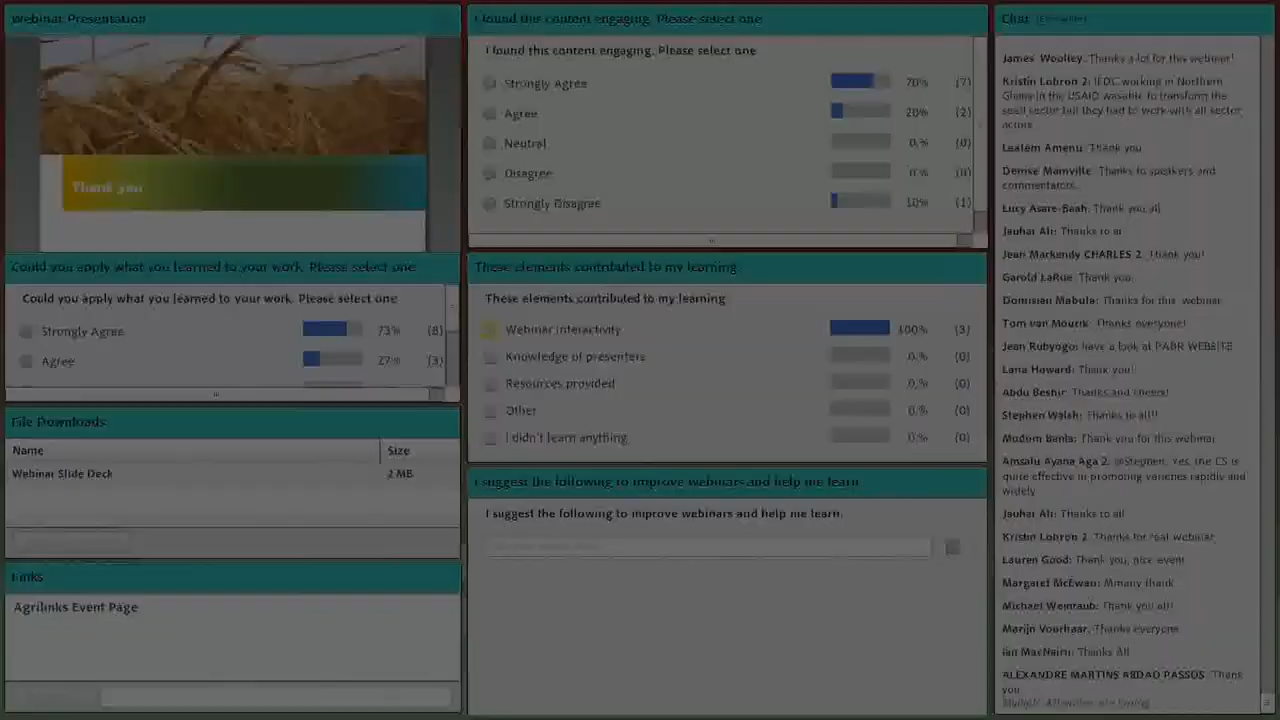 Webinar Presentation
Thank you
Could you apply what you learned to your work. Please select one
Could you apply what you learned to your work. Please select one
Strongly Agree 73% (8)
Agree 27% (3)
File Downloads
Name Size
Webinar Slide Deck 2 MB
Links
Agrilinks Event Page
I found this content engaging. Please select one
I found this content engaging. Please select one
Strongly Agree 70% (7)
Agree 20% (2)
Neutral 0% (0)
Disagree 0% (0)
Strongly Disagree 10% (1)
These elements contributed to my learning
These elements contributed to my learning
Webinar interactivity 100% (3)
Knowledge of presenters 0% (0)
Resources provided 0% (0)
Other 0% (0)
I didn't learn anything 0% (0)
I suggest the following to improve webinars and help me learn
I suggest the following to improve webinars and help me learn.
Chat (Everyone)
James Woolley: Thanks a lot for this webinar!
Kristin Lohron 2: IFDC working in Northern
Ghana in the USAID to transform the
seed sector but they had to work with all sector
actors
Lealem Amenu: Thank you
Denise Mainville: Thanks to speakers and
commentators.
Lucy Asare-Baah: Thank you all
Jauhar Ali: Thanks to all
Jean Markendy CHARLES 2: Thank you!
Garold LaRue: Thank you.
Domisian Mabula: Thanks for this webinar
Tom van Mourik: Thanks everyone!
Jean Rubyogo: have a look at PABR WEBSITE
Lana Howard: Thank you!
Abdu Beshir: Thanks and cheers!
Stephen Walsh: Thanks to all!!
Modom Banla: Thank you for this webinar
Amsalu Ayana Aga 2: @Stephen, Yes, the CS is
quite effective in promoting varieties rapidly and
widely
Jauhar Ali: Thanks to all
Kristin Lohron 2: Thanks for real webinar
Lauren Good: Thank you, nice event
Margaret McEwan: Mmany thank
Michael Weintraub: Thank you all!
Marijn Voorhaar: Thanks everyone
Ian MacNairn: Thanks All
ALEXANDRE MARTINS ABDAO PASSOS: Thank
you